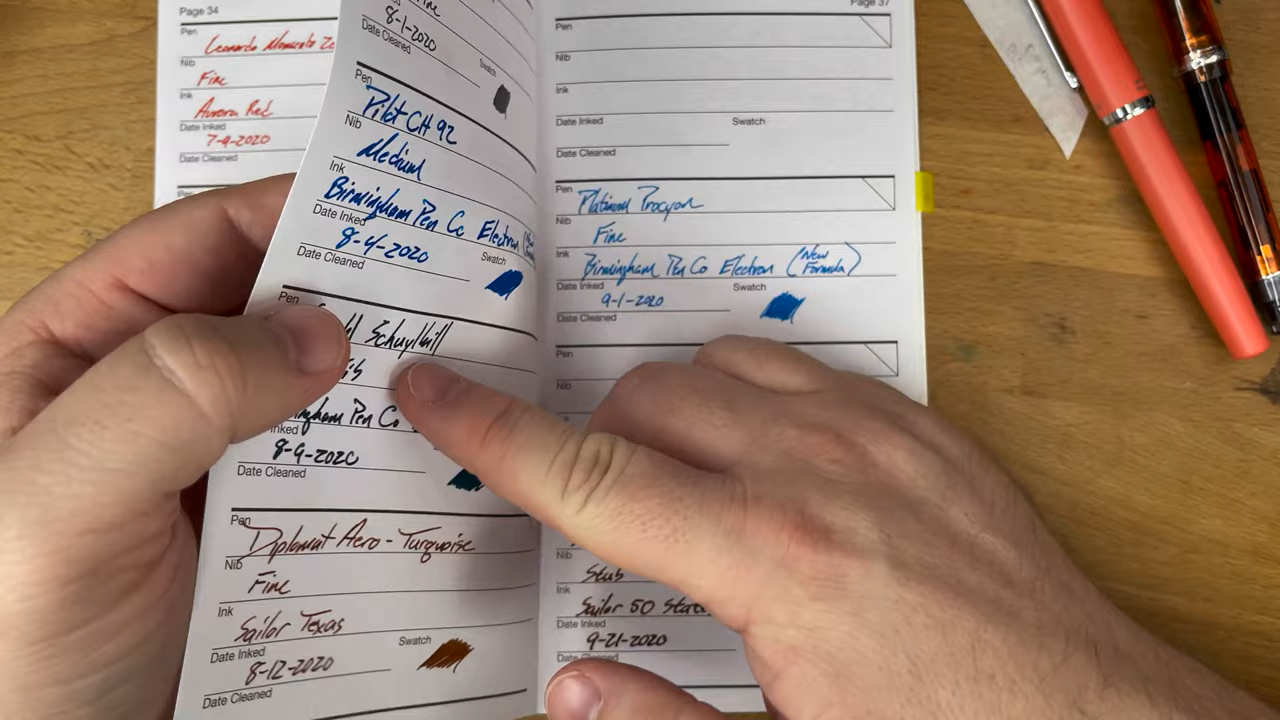 Page 34
Pen
Leonardo Momento
Nib
Fine
Ink
Aurora Red
Date Inked
7-9-2020
Date Cleaned
Fine
8-1-2020
Date Cleaned
Swatch
Pen
Pilot CH 92
Nib
Medium
Ink
Birmingham Pen Co Electron
Date Inked
8-4-2020
Swatch
Date Cleaned
Pen
Schuylkill
Pen Co
Inked
8-9-2020
Date Cleaned
Pen
Diplomat Aero - Turquoise
Nib
Fine
Ink
Sailor Texas
Date Inked
Swatch
8-12-2020
Date Cleaned
Page 37
Pen
Nib
Ink
Date Inked
Swatch
Date Cleaned
Pen
Platinum Procyon
Nib
Fine
Ink
Birmingham Pen Co Electron (New Formula)
Date Inked
Swatch
9-1-2020
Date Cleaned
Pen
Nib
Nib
Stub
Ink
Sailor 50 State
Date Inked
9-21-2020
Date Cleaned